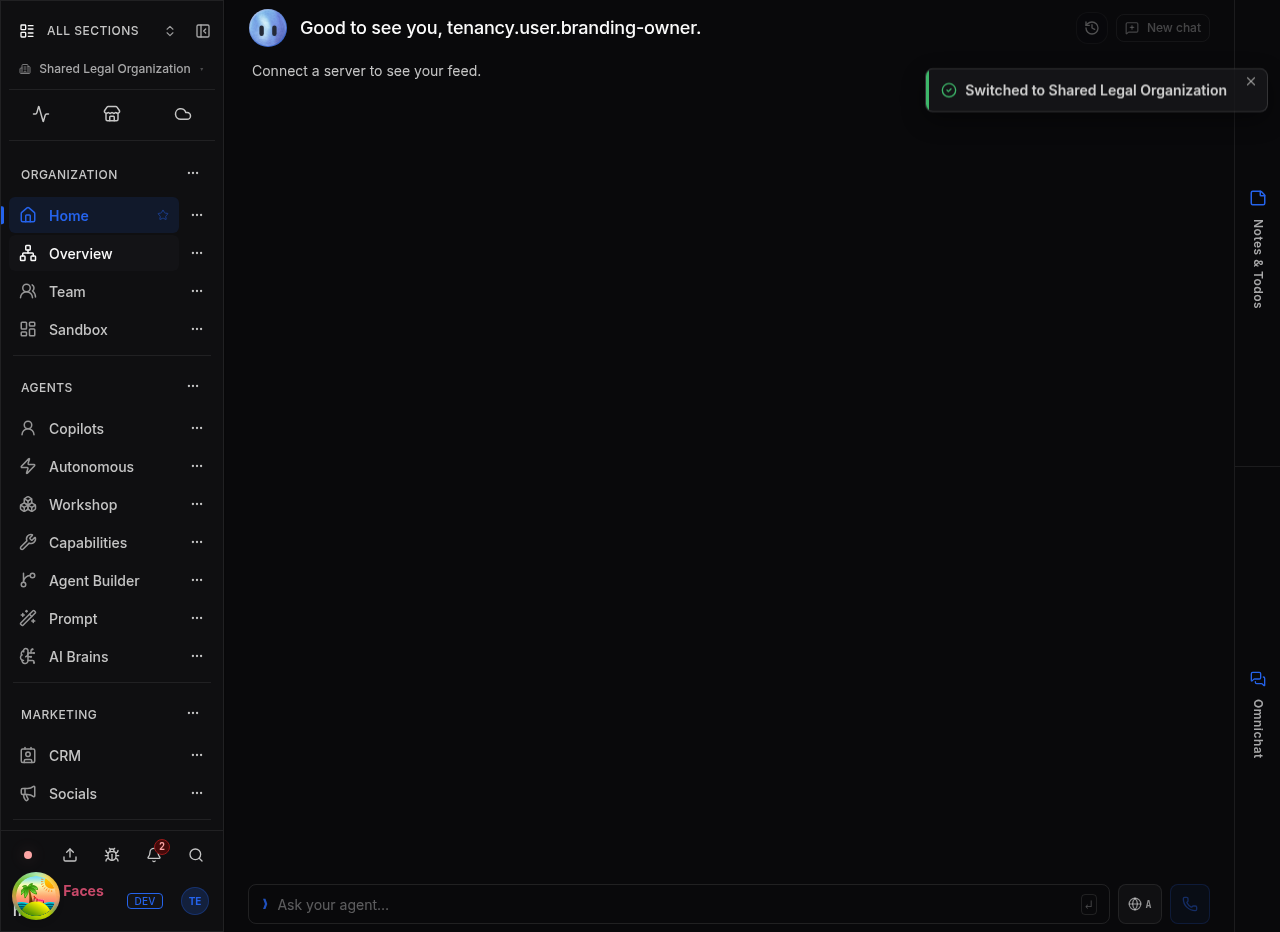 ALL SECTIONS
Shared Legal Organization
ORGANIZATION
Home
Overview
Team
Sandbox
AGENTS
Copilots
Autonomous
Workshop
Capabilities
Agent Builder
Prompt
AI Brains
MARKETING
CRM
Socials
2
Faces
DEV
TE
Good to see you, tenancy.user.branding-owner.
New chat
Connect a server to see your feed.
Switched to Shared Legal Organization
Notes & Todos
Omnichat
Ask your agent...
A